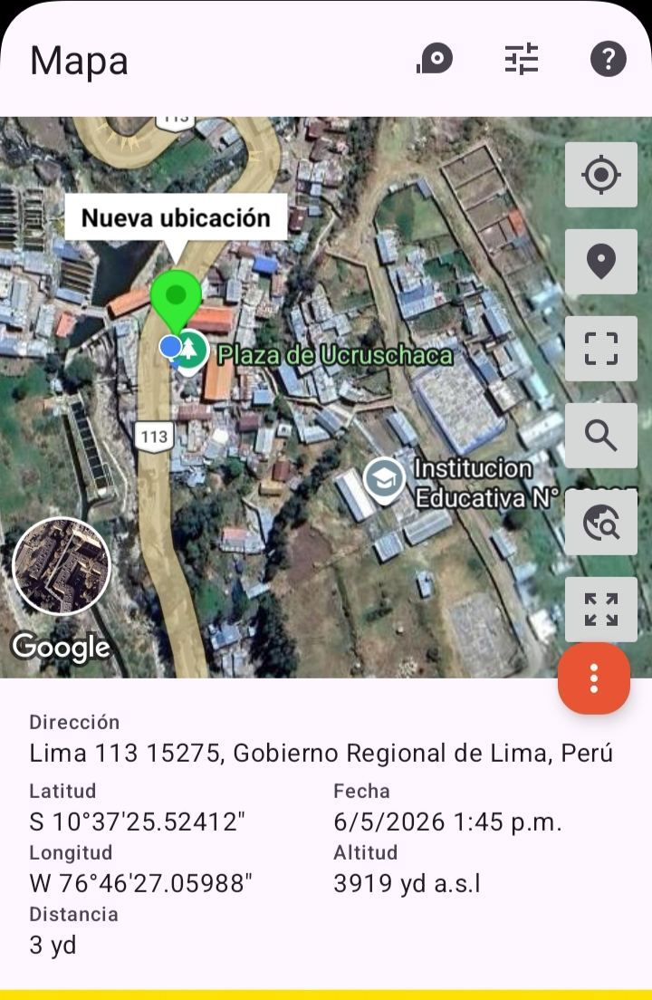 Mapa
113
Nueva ubicación
Plaza de Ucruschaca
113
Institucion
Educativa N°
Google
Dirección
Lima 113 15275, Gobierno Regional de Lima, Perú
Latitud
S 10°37'25.52412"
Fecha
6/5/2026 1:45 p.m.
Longitud
W 76°46'27.05988"
Altitud
3919 yd a.s.l
Distancia
3 yd